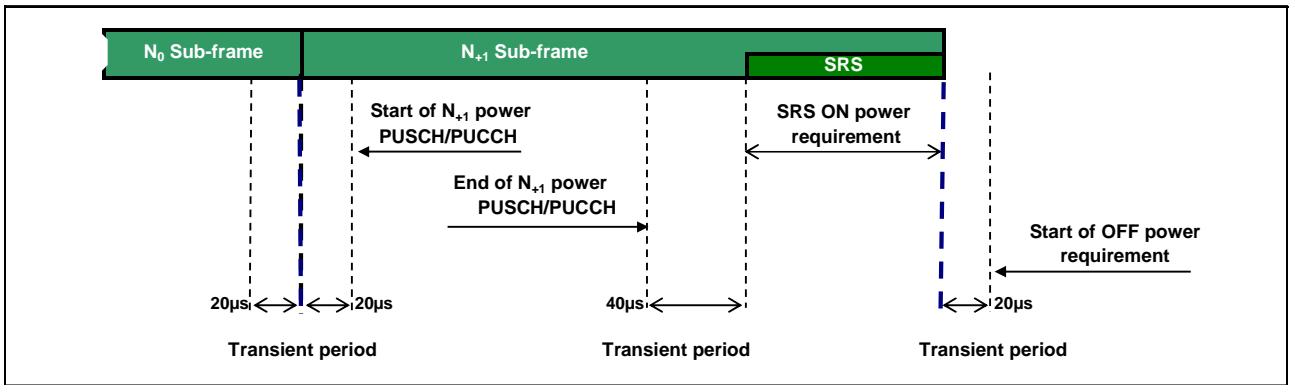 N0 Sub-frame
N+1 Sub-frame
SRS
Start of N+1 power
PUSCH/PUCCH
SRS ON power
requirement
End of N+1 power
PUSCH/PUCCH
Start of OFF power
requirement
20µs
20µs
40µs
20µs
Transient period
Transient period
Transient period